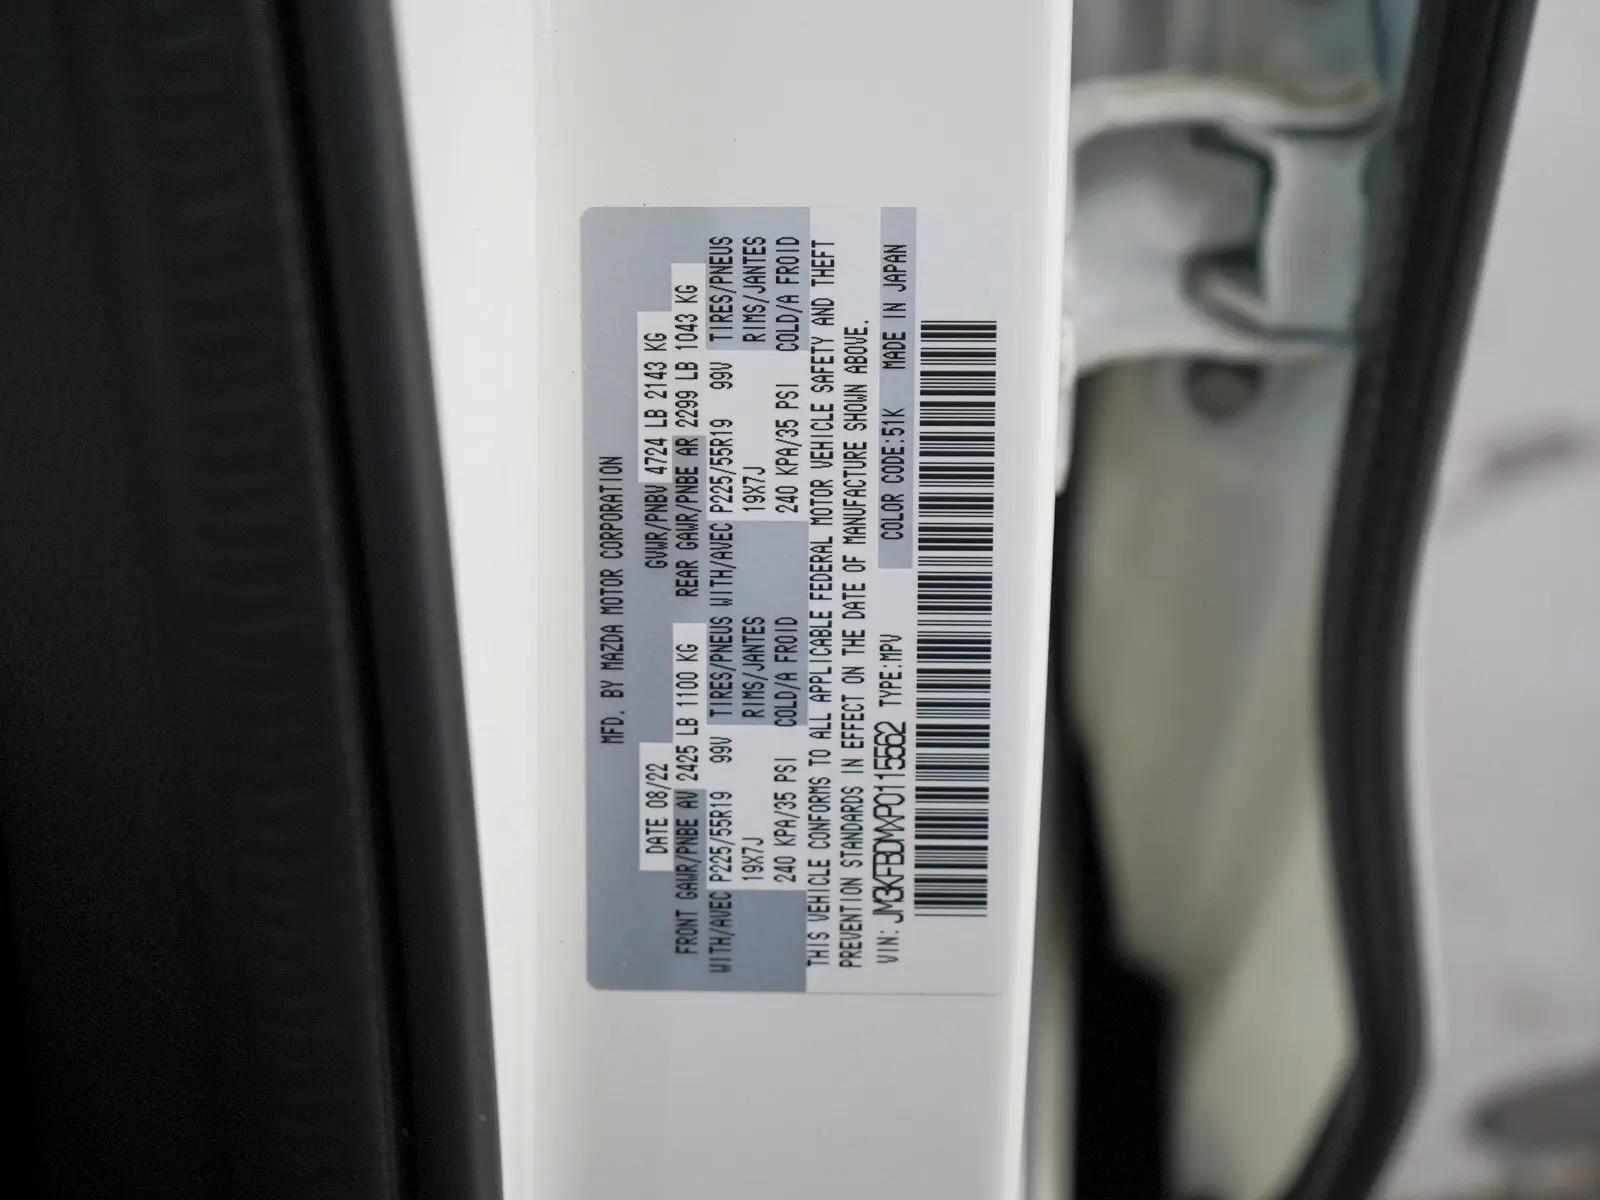 MFD. BY MAZDA MOTOR CORPORATION
DATE 08/22 GVWR/PNBV 4724 LB 2143 KG
FRONT GAWR/PNBE AV 2425 LB 1100 KG REAR GAWR/PNBE AR 2299 LB 1043 KG
WITH/AVEC P225/55R19 99V TIRES/PNEUS WITH/AVEC P225/55R19 99V TIRES/PNEUS
19X7J RIMS/JANTES 19X7J RIMS/JANTES
240 KPA/35 PSI COLD/A FROID 240 KPA/35 PSI COLD/A FROID
THIS VEHICLE CONFORMS TO ALL APPLICABLE FEDERAL MOTOR VEHICLE SAFETY AND THEFT
PREVENTION STANDARDS IN EFFECT ON THE DATE OF MANUFACTURE SHOWN ABOVE.
VIN: JM3KFBDMXP0115562 TYPE:MPV COLOR CODE:51K MADE IN JAPAN